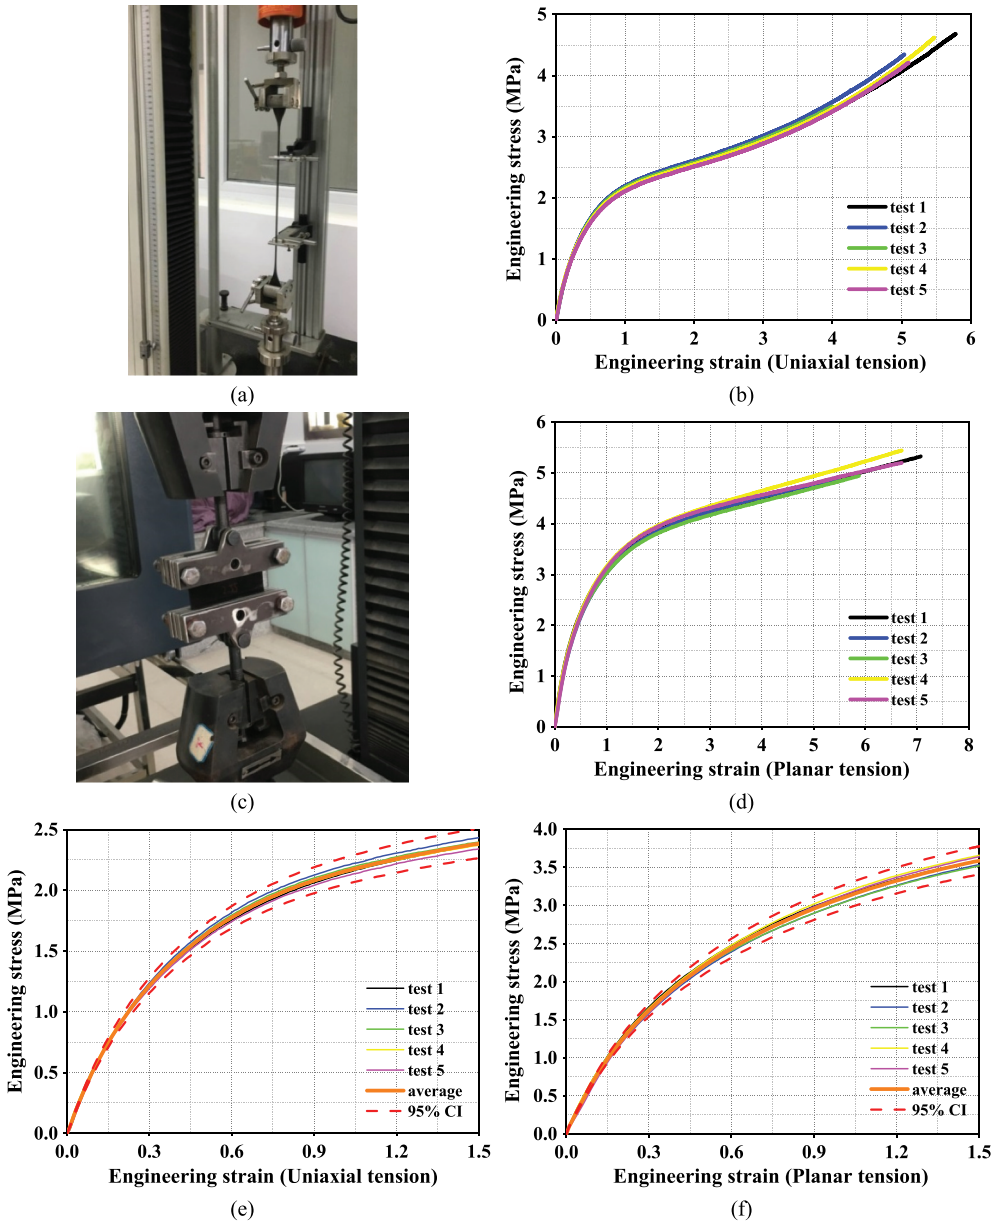 5
4
3
2
1
0
0 1 2 3 4 5 6
Engineering stress (MPa)
Engineering strain (Uniaxial tension)
test 1
test 2
test 3
test 4
test 5
(a)
(b)
6
5
4
3
2
1
0
0 1 2 3 4 5 6 7 8
Engineering stress (MPa)
Engineering strain (Planar tension)
test 1
test 2
test 3
test 4
test 5
(c)
(d)
2.5
2.0
1.5
1.0
0.5
0.0
0.0 0.3 0.6 0.9 1.2 1.5
Engineering stress (MPa)
Engineering strain (Uniaxial tension)
test 1
test 2
test 3
test 4
test 5
average
95% CI
(e)
4.0
3.5
3.0
2.5
2.0
1.5
1.0
0.5
0.0
0.0 0.3 0.6 0.9 1.2 1.5
Engineering stress (MPa)
Engineering strain (Planar tension)
test 1
test 2
test 3
test 4
test 5
average
95% CI
(f)